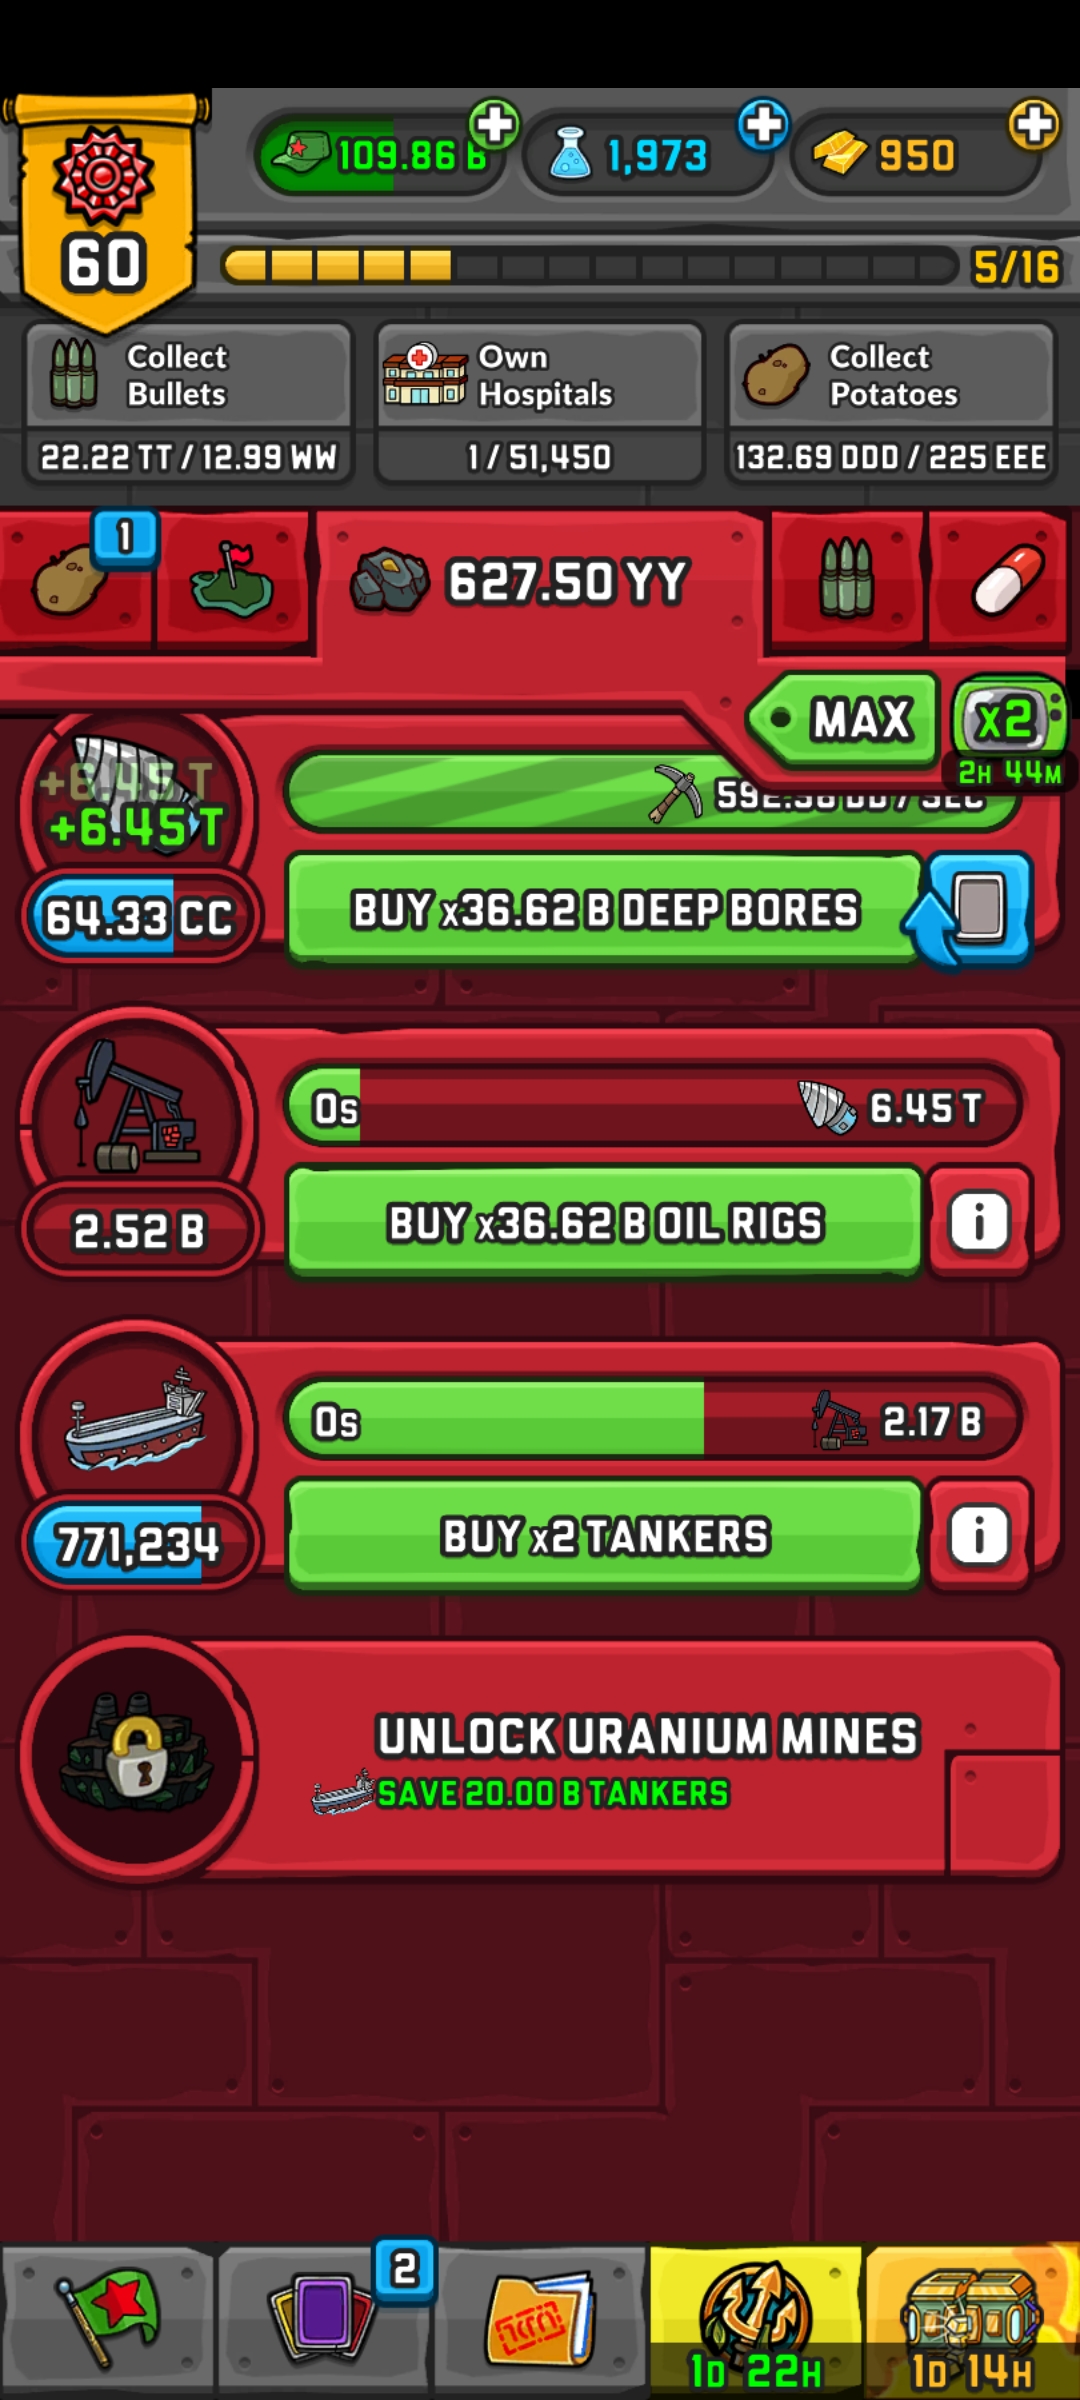 109.86 B
1,973
950
60
5/16
Collect
Bullets
Own
Hospitals
Collect
Potatoes
22.22 TT / 12.99 WW
1 / 51,450
132.69 DDD / 225 EEE
1
627.50 YY
MAX
x2
2H 44M
+6.45 T
+6.45 T
/ SEC
64.33 CC
BUY x36.62 B DEEP BORES
0s
6.45 T
2.52 B
BUY x36.62 B OIL RIGS
i
0s
2.17 B
771,234
BUY x2 TANKERS
i
UNLOCK URANIUM MINES
SAVE 20.00 B TANKERS
2
1D 22H
1D 14H